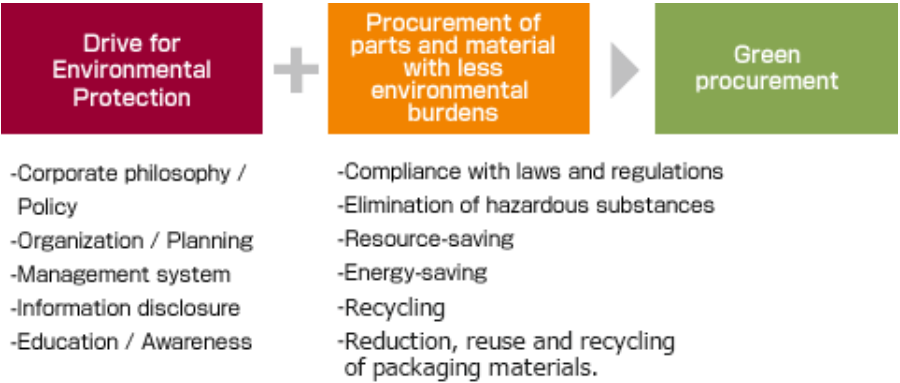 Drive for
Environmental
Protection
Procurement of
parts and material
with less
environmental
burdens
Green
procurement
-Corporate philosophy /
Policy
-Organization / Planning
-Management system
-Information disclosure
-Education / Awareness
-Compliance with laws and regulations
-Elimination of hazardous substances
-Resource-saving
-Energy-saving
-Recycling
-Reduction, reuse and recycling
of packaging materials.